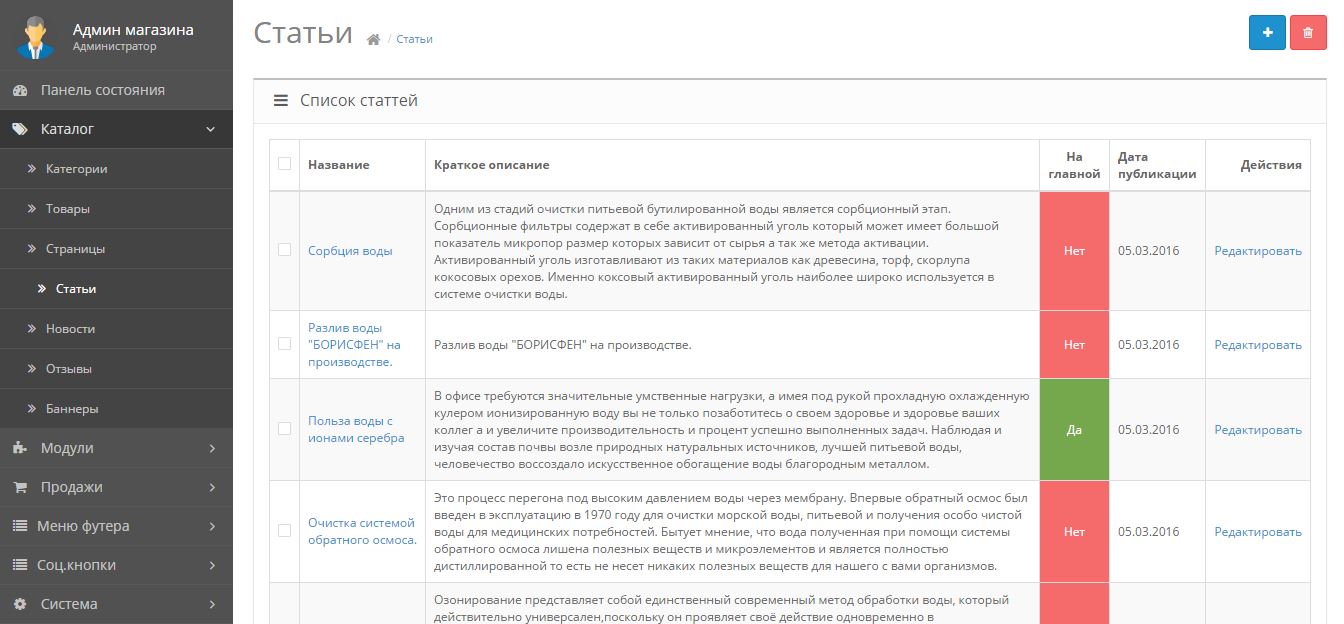 Админ магазина
Администратор
Панель состояния
Каталог
Категории
Товары
Страницы
Статьи
Новости
Отзывы
Баннеры
Модули
Продажи
Меню футера
Соц.кнопки
Система
Статьи
/ Статьи
Список статтей
Название
Краткое описание
На
главной
Дата
публикации
Действия
Сорбция воды
Одним из стадий очистки питьевой бутилированной воды является сорбционный этап.
Сорбционные фильтры содержат в себе активированный уголь который может имеет большой
показатель микропор размер которых зависит от сырья а так же метода активации.
Активированный уголь изготавливают из таких материалов как древесина, торф, скорлупа
кокосовых орехов. Именно коксовый активированный уголь наиболее широко используется в
системе очистки воды.
Нет
05.03.2016
Редактировать
Разлив воды
"БОРИСФЕН" на
производстве.
Разлив воды "БОРИСФЕН" на производстве.
Нет
05.03.2016
Редактировать
Польза воды с
ионами серебра
В офисе требуются значительные умственные нагрузки, а имея под рукой прохладную охлажденную
кулером ионизированную воду вы не только позаботитесь о своем здоровье и здоровье ваших
коллег а и увеличите производительность и процент успешно выполненных задач. Наблюдая и
изучая состав почвы возле природных натуральных источников, лучшей питьевой воды,
человечество воссоздало искусственное обогащение воды благородным металлом.
Да
05.03.2016
Редактировать
Очистка системой
обратного осмоса.
Это процесс перегона под высоким давлением воды через мембрану. Впервые обратный осмос был
введен в эксплуатацию в 1970 году для очистки морской воды, питьевой и получения особо чистой
воды для медицинских потребностей. Бытует мнение, что вода полученная при помощи системы
обратного осмоса лишена полезных веществ и микроэлементов и является полностью
дистиллированной то есть не несет никаких полезных веществ для нашего с вами организмов.
Нет
05.03.2016
Редактировать
Озонирование представляет собой единственный современный метод обработки воды, который
действительно универсален,поскольку он проявляет своё действие одновременно в